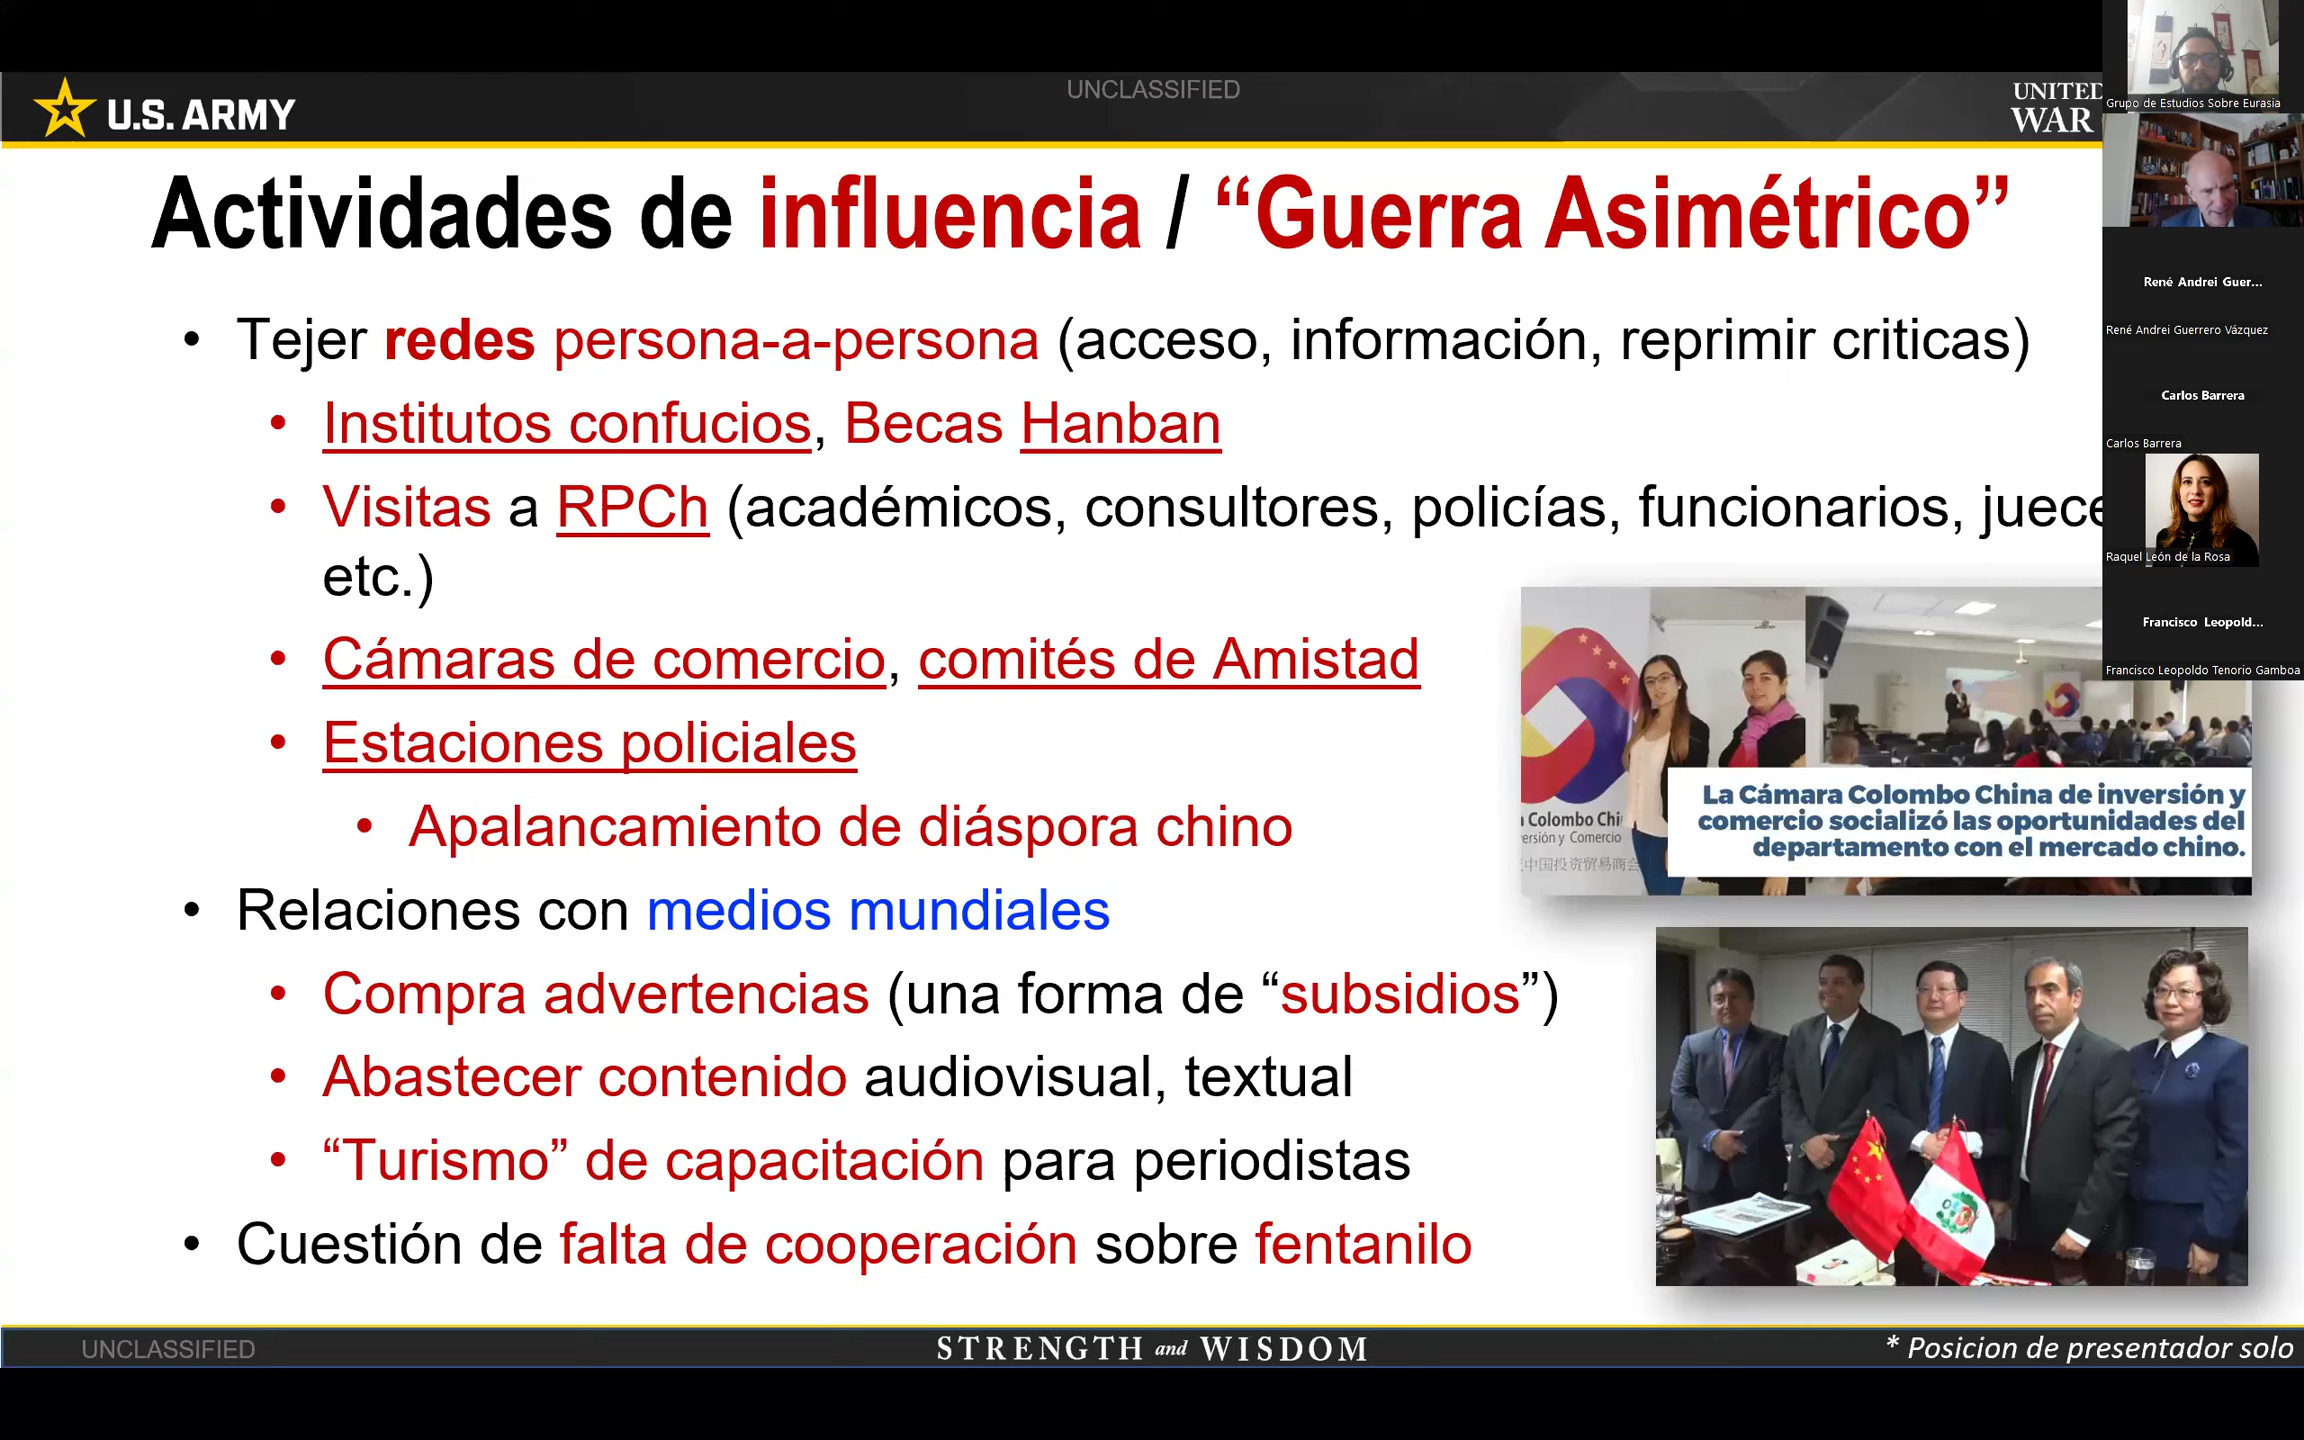 UNCLASSIFIED
U.S. ARMY
UNITED
WAR
Actividades de influencia / “Guerra Asimétrico”
• Tejer redes persona-a-persona (acceso, información, reprimir criticas)
• Institutos confucios, Becas Hanban
• Visitas a RPCh (académicos, consultores, policías, funcionarios, juece
etc.)
• Cámaras de comercio, comités de Amistad
• Estaciones policiales
• Apalancamiento de diáspora chino
• Relaciones con medios mundiales
• Compra advertencias (una forma de “subsidios”)
• Abastecer contenido audiovisual, textual
• “Turismo” de capacitación para periodistas
• Cuestión de falta de cooperación sobre fentanilo
a Colombo Chi
ersión y Comercio
中国投资贸易商会
La Cámara Colombo China de inversión y
comercio socializó las oportunidades del
departamento con el mercado chino.
Grupo de Estudios Sobre Eurasia
René Andrei Guer...
René Andrei Guerrero Vázquez
Carlos Barrera
Carlos Barrera
Raquel León de la Rosa
Francisco Leopold...
Francisco Leopoldo Tenorio Gamboa
UNCLASSIFIED
STRENGTH and WISDOM
* Posicion de presentador solo